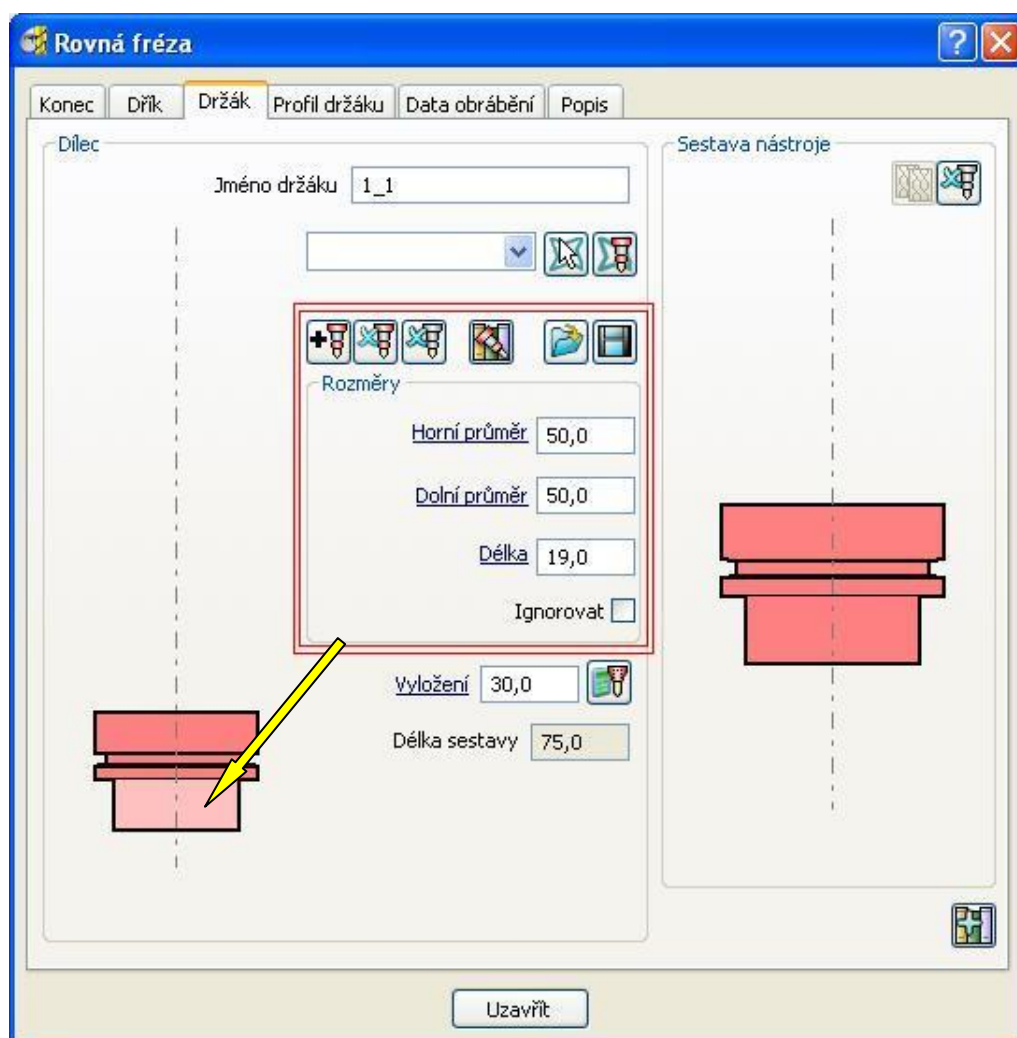 Rovná fréza
Konec Dřík Držák Profil držáku Data obrábění Popis
Dílec
Jméno držáku 1_1
Rozměry
Horní průměr 50,0
Dolní průměr 50,0
Délka 19,0
Ignorovat
Vyložení 30,0
Délka sestavy 75,0
Sestava nástroje
Uzavřít